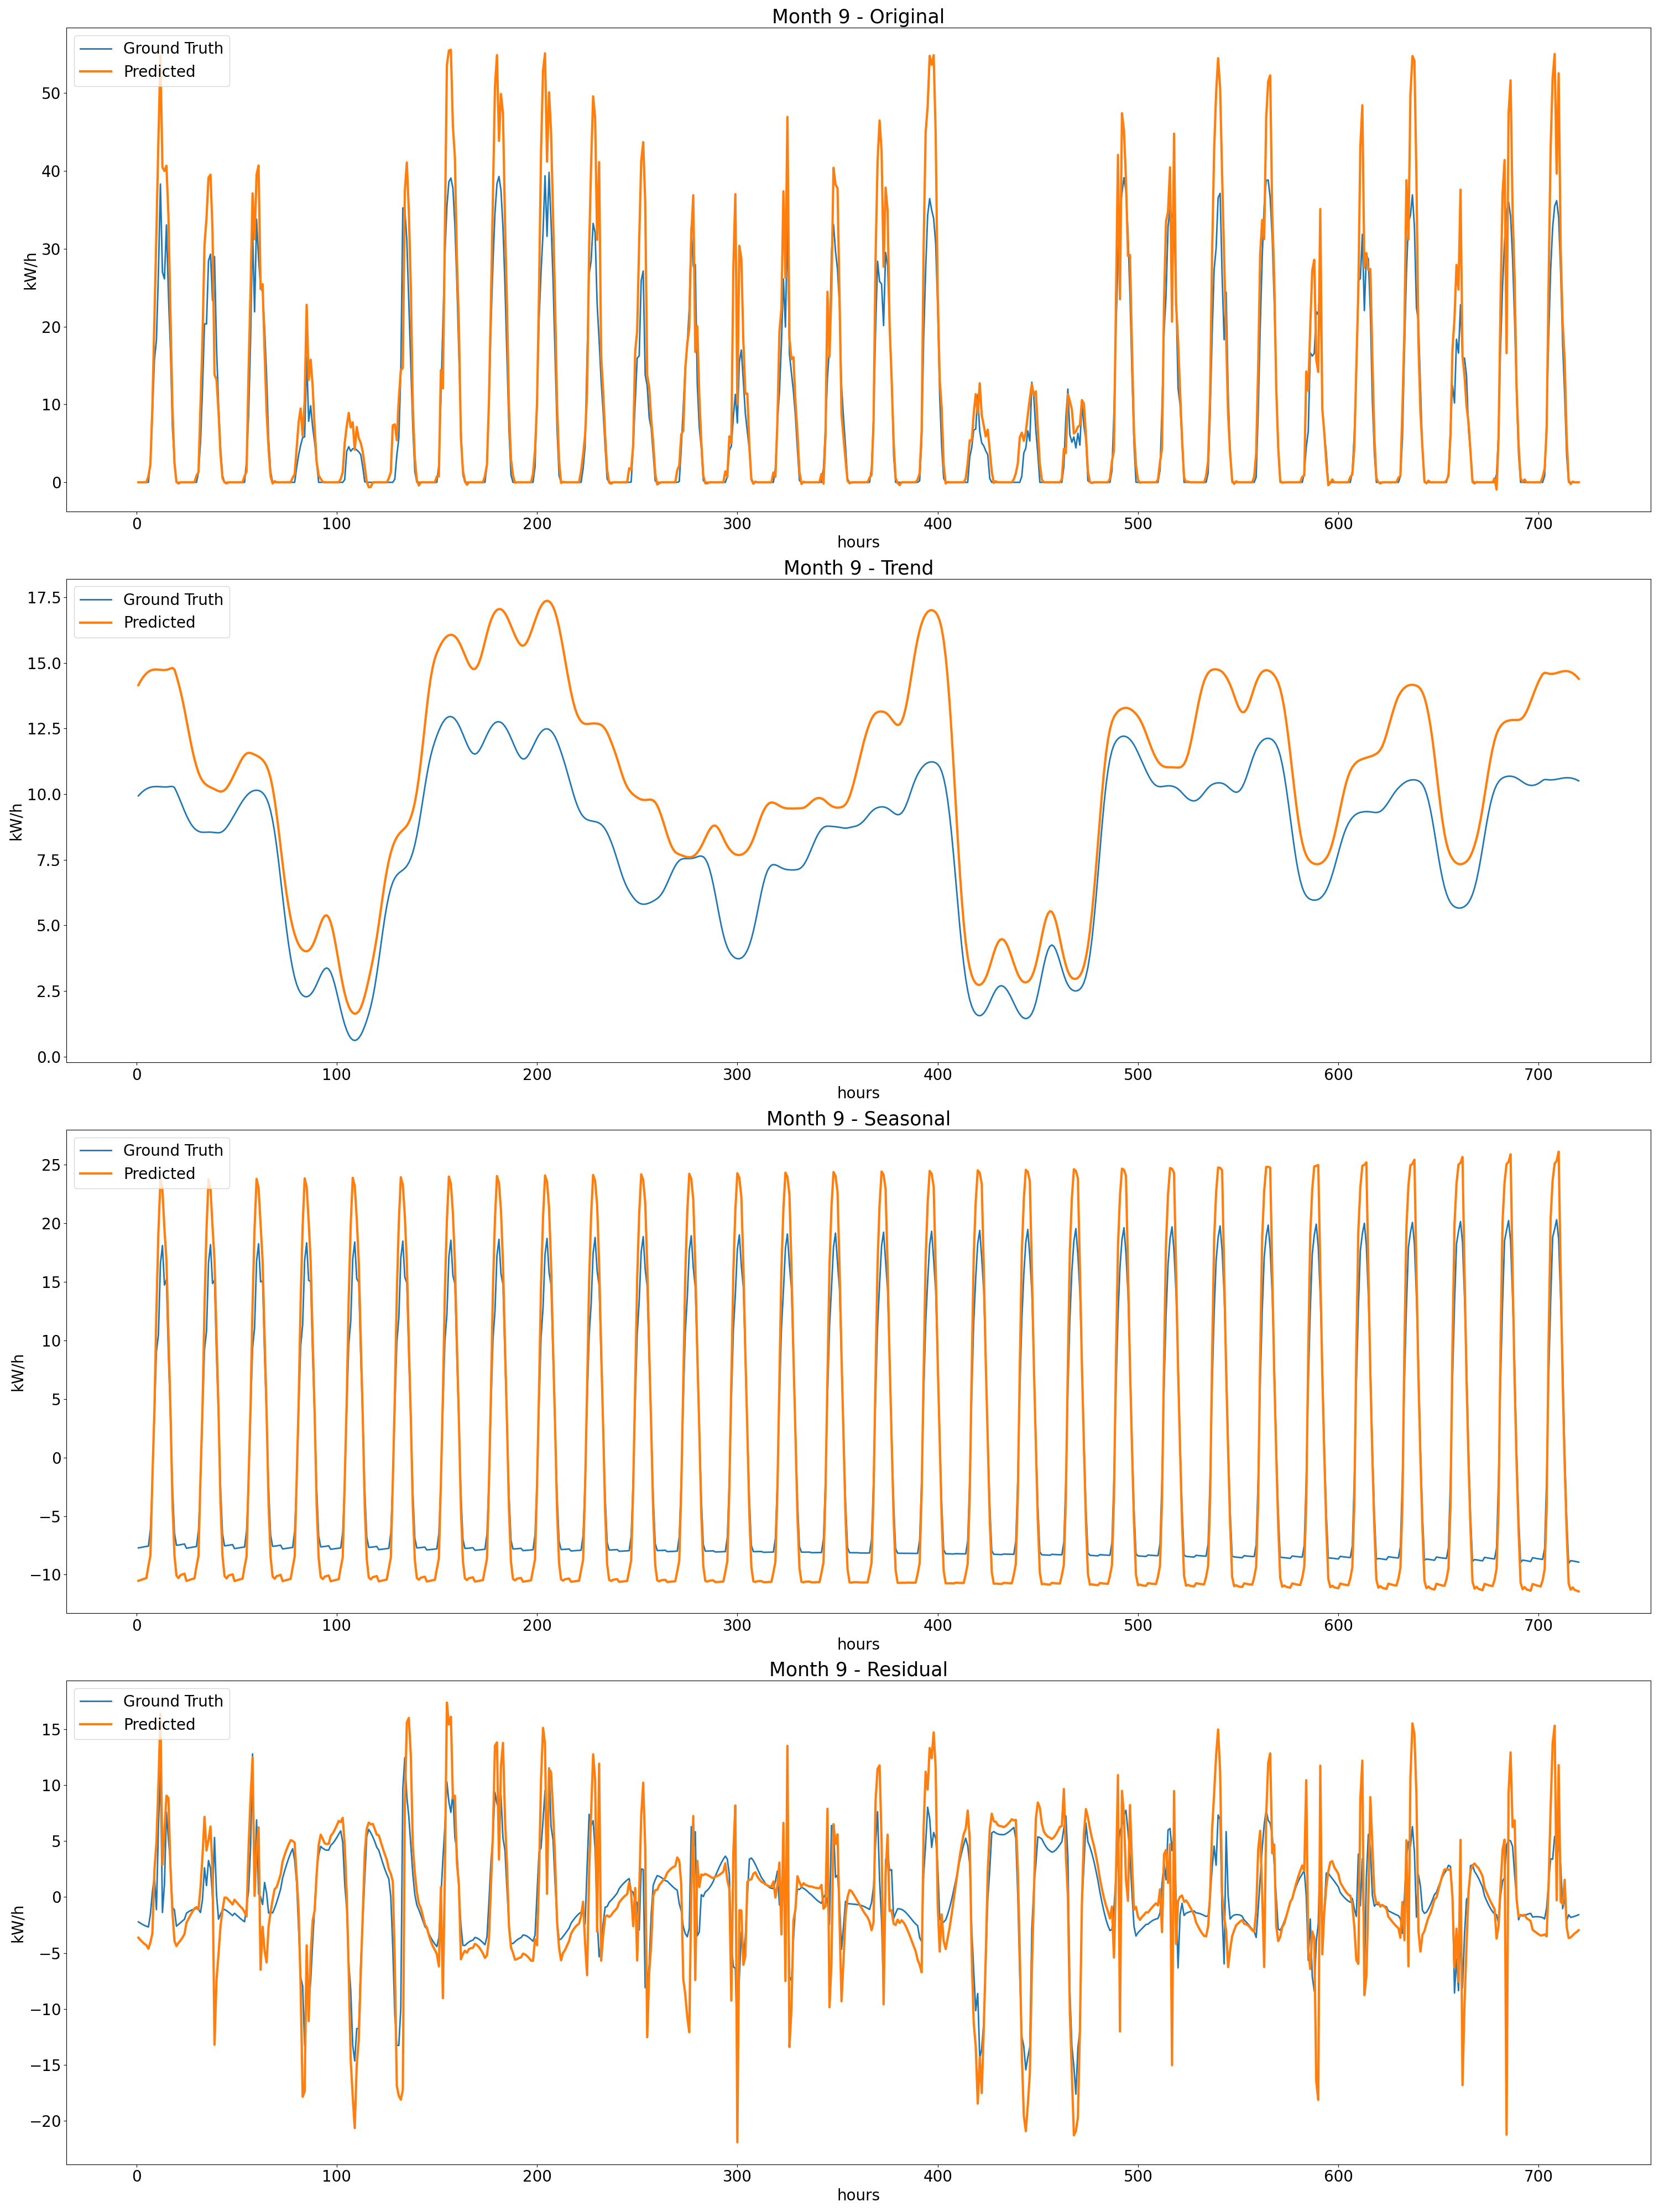 Month 9 - Original
Ground Truth
Predicted
50
40
30
20
10
0
kW/h
0 100 200 300 400 500 600 700
hours
Month 9 - Trend
Ground Truth
Predicted
17.5
15.0
12.5
10.0
7.5
5.0
2.5
0.0
kW/h
0 100 200 300 400 500 600 700
hours
Month 9 - Seasonal
Ground Truth
Predicted
25
20
15
10
5
0
−5
−10
kW/h
0 100 200 300 400 500 600 700
hours
Month 9 - Residual
Ground Truth
Predicted
15
10
5
0
−5
−10
−15
−20
kW/h
0 100 200 300 400 500 600 700
hours